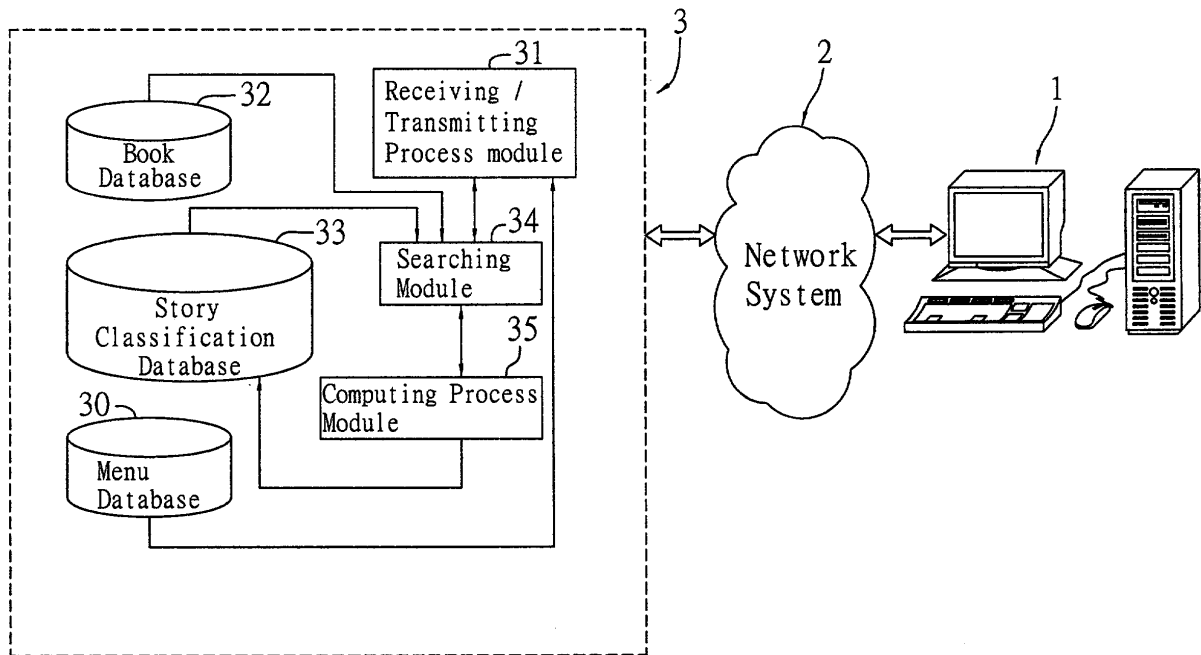 3
31
Receiving /
Transmitting
Process module
32
Book
Database
2
1
33
34
Searching
Module
Network
System
Story
Classification
Database
35
Computing Process
Module
30
Menu
Database